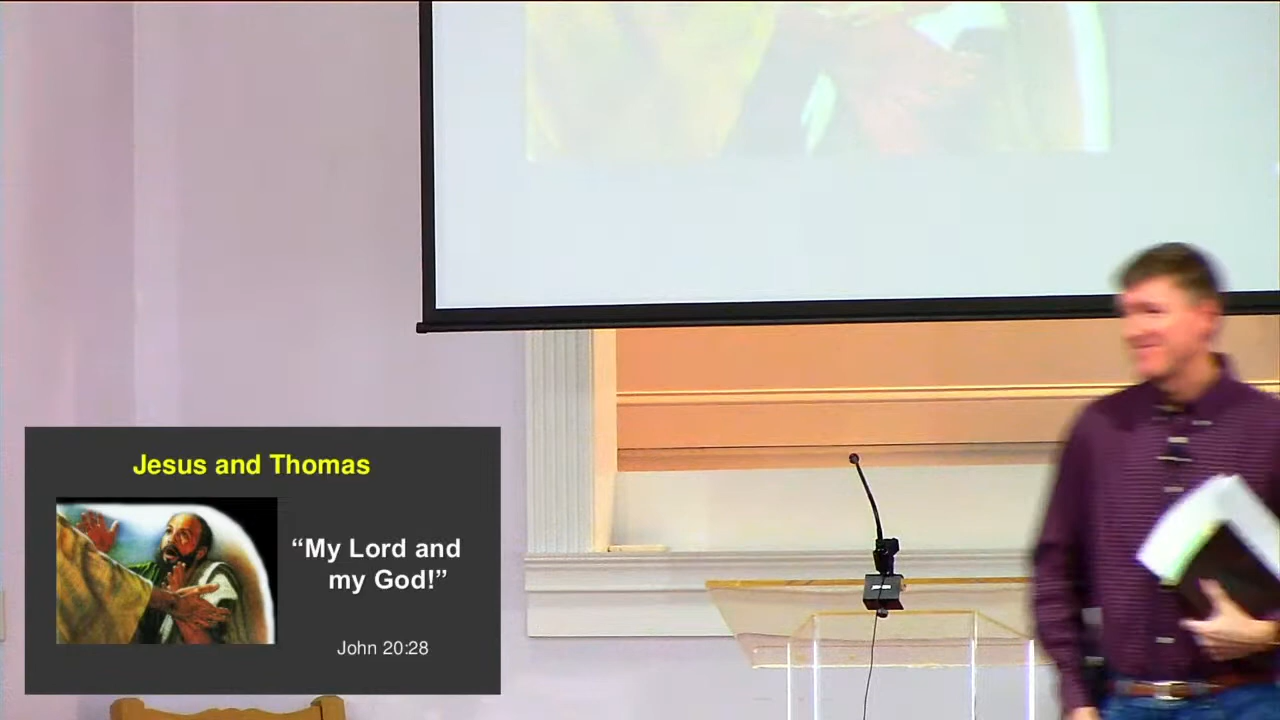 Jesus and Thomas
“My Lord and
my God!”
John 20:28